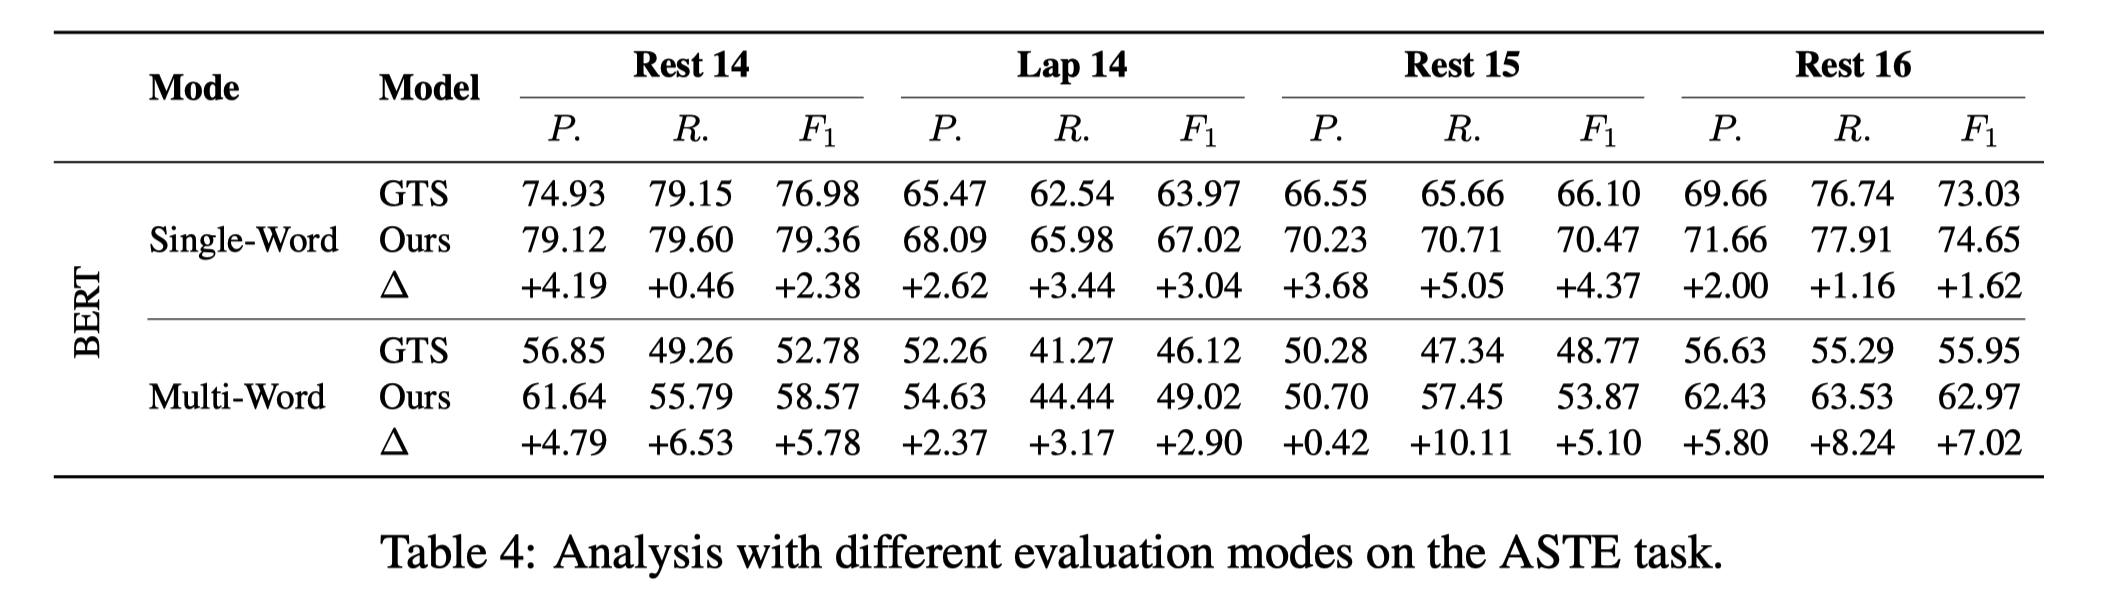 Mode Model Rest 14 Lap 14 Rest 15 Rest 16
P. R. F1 P. R. F1 P. R. F1 P. R. F1
BERT
Single-Word
GTS 74.93 79.15 76.98 65.47 62.54 63.97 66.55 65.66 66.10 69.66 76.74 73.03
Ours 79.12 79.60 79.36 68.09 65.98 67.02 70.23 70.71 70.47 71.66 77.91 74.65
Δ +4.19 +0.46 +2.38 +2.62 +3.44 +3.04 +3.68 +5.05 +4.37 +2.00 +1.16 +1.62
Multi-Word
GTS 56.85 49.26 52.78 52.26 41.27 46.12 50.28 47.34 48.77 56.63 55.29 55.95
Ours 61.64 55.79 58.57 54.63 44.44 49.02 50.70 57.45 53.87 62.43 63.53 62.97
Δ +4.79 +6.53 +5.78 +2.37 +3.17 +2.90 +0.42 +10.11 +5.10 +5.80 +8.24 +7.02
Table 4: Analysis with different evaluation modes on the ASTE task.